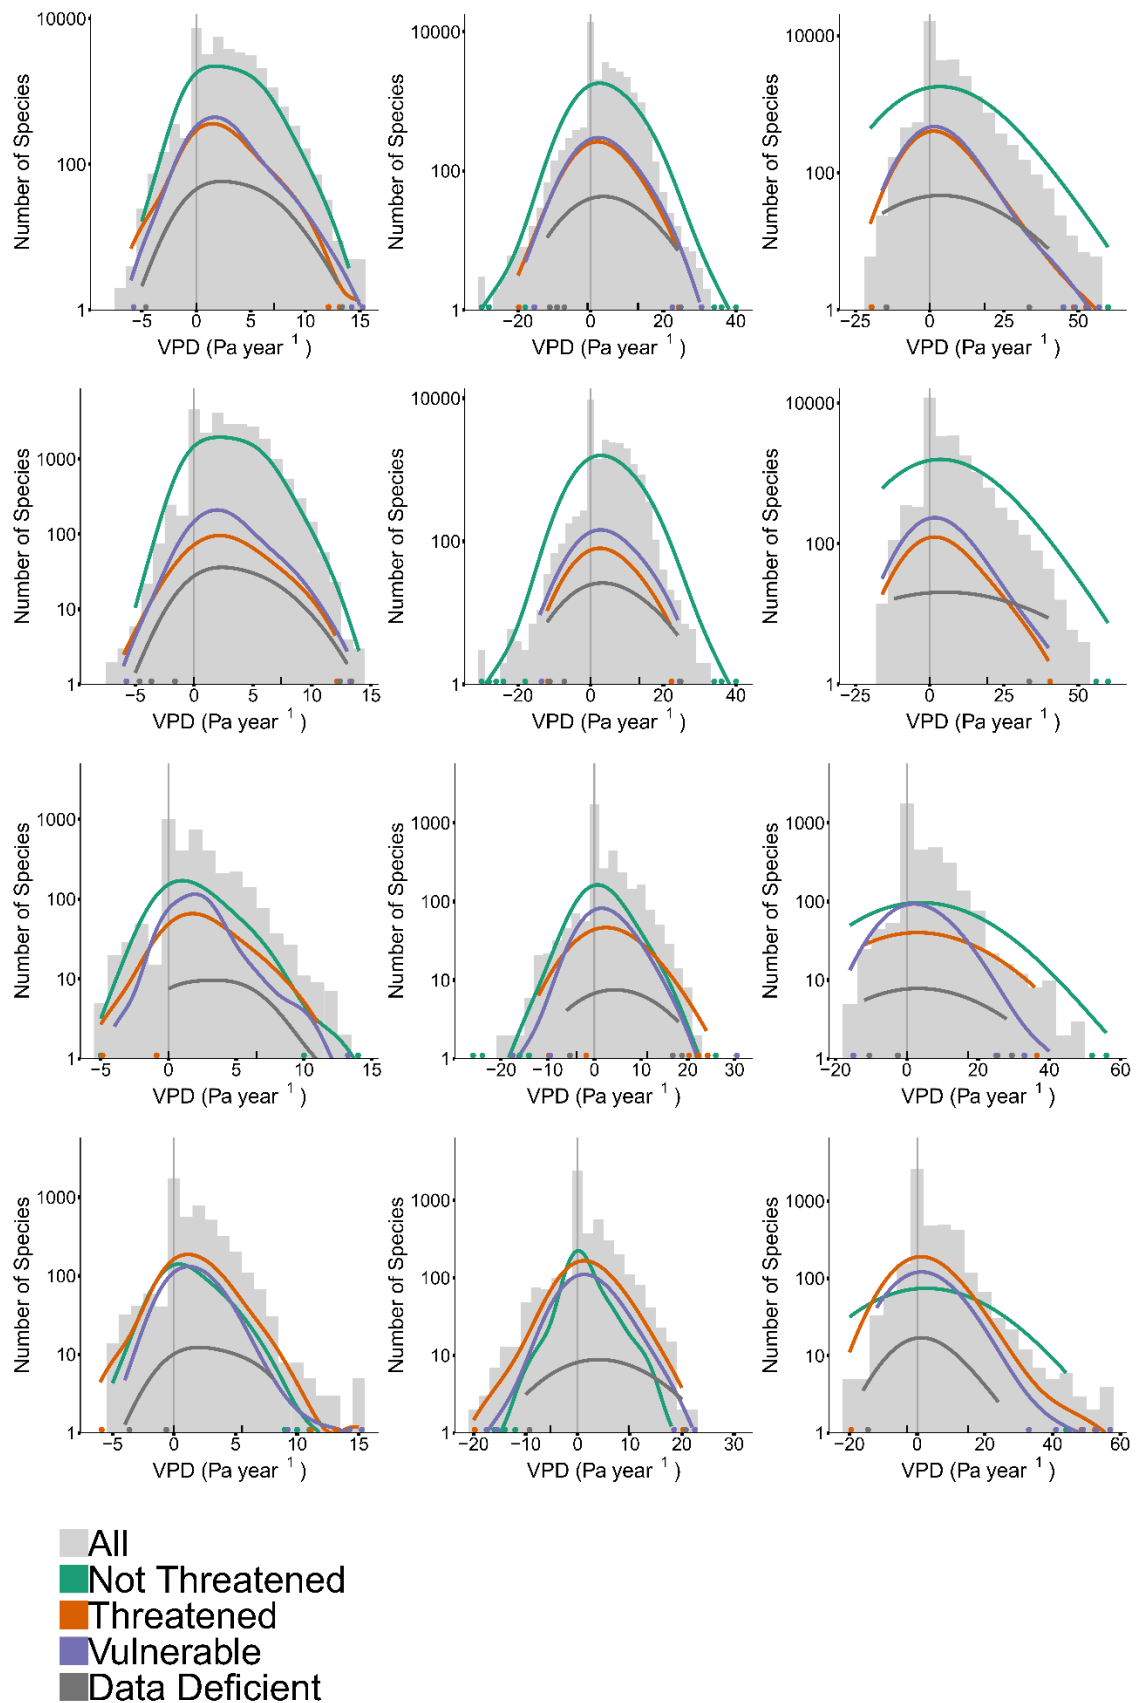 10000
100
1
Number of Species
−5 0 5 10 15
VPD (Pa year 1 )
10000
100
1
Number of Species
−20 0 20 40
VPD (Pa year 1 )
10000
100
1
Number of Species
−25 0 25 50
VPD (Pa year 1 )
1000
100
10
1
Number of Species
−5 0 5 10 15
VPD (Pa year 1 )
10000
100
1
Number of Species
−20 0 20 40
VPD (Pa year 1 )
10000
100
1
Number of Species
−25 0 25 50
VPD (Pa year 1 )
1000
100
10
1
Number of Species
−5 0 5 10 15
VPD (Pa year 1 )
1000
100
10
1
Number of Species
−20 −10 0 10 20 30
VPD (Pa year 1 )
1000
100
10
1
Number of Species
−20 0 20 40 60
VPD (Pa year 1 )
1000
100
10
1
Number of Species
−5 0 5 10 15
VPD (Pa year 1 )
1000
100
10
1
Number of Species
−20 −10 0 10 20 30
VPD (Pa year 1 )
1000
100
10
1
Number of Species
−20 0 20 40 60
VPD (Pa year 1 )
All
Not Threatened
Threatened
Vulnerable
Data Deficient